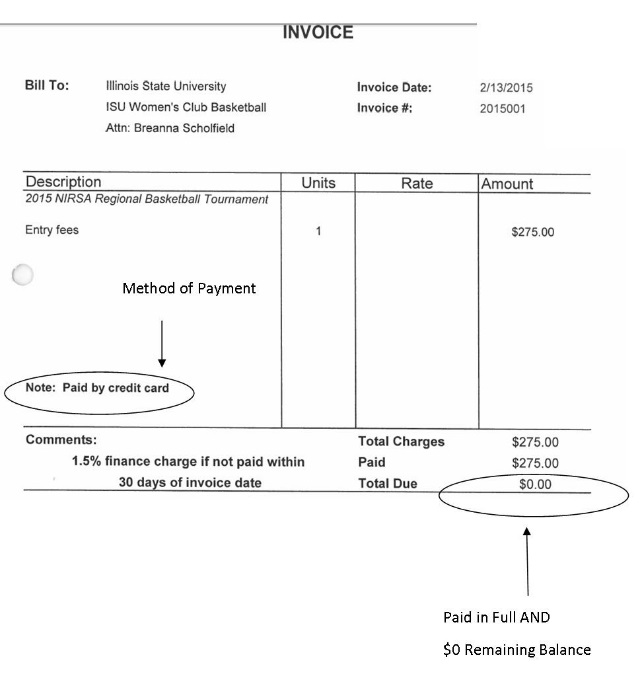 INVOICE
Bill To: Illinois State University Invoice Date: 2/13/2015
ISU Women's Club Basketball Invoice #: 2015001
Attn: Breanna Scholfield
Description Units Rate Amount
2015 NIRSA Regional Basketball Tournament
Entry fees 1 $275.00
Method of Payment
Note: Paid by credit card
Comments: Total Charges $275.00
1.5% finance charge if not paid within Paid $275.00
30 days of invoice date Total Due $0.00
Paid in Full AND
$0 Remaining Balance